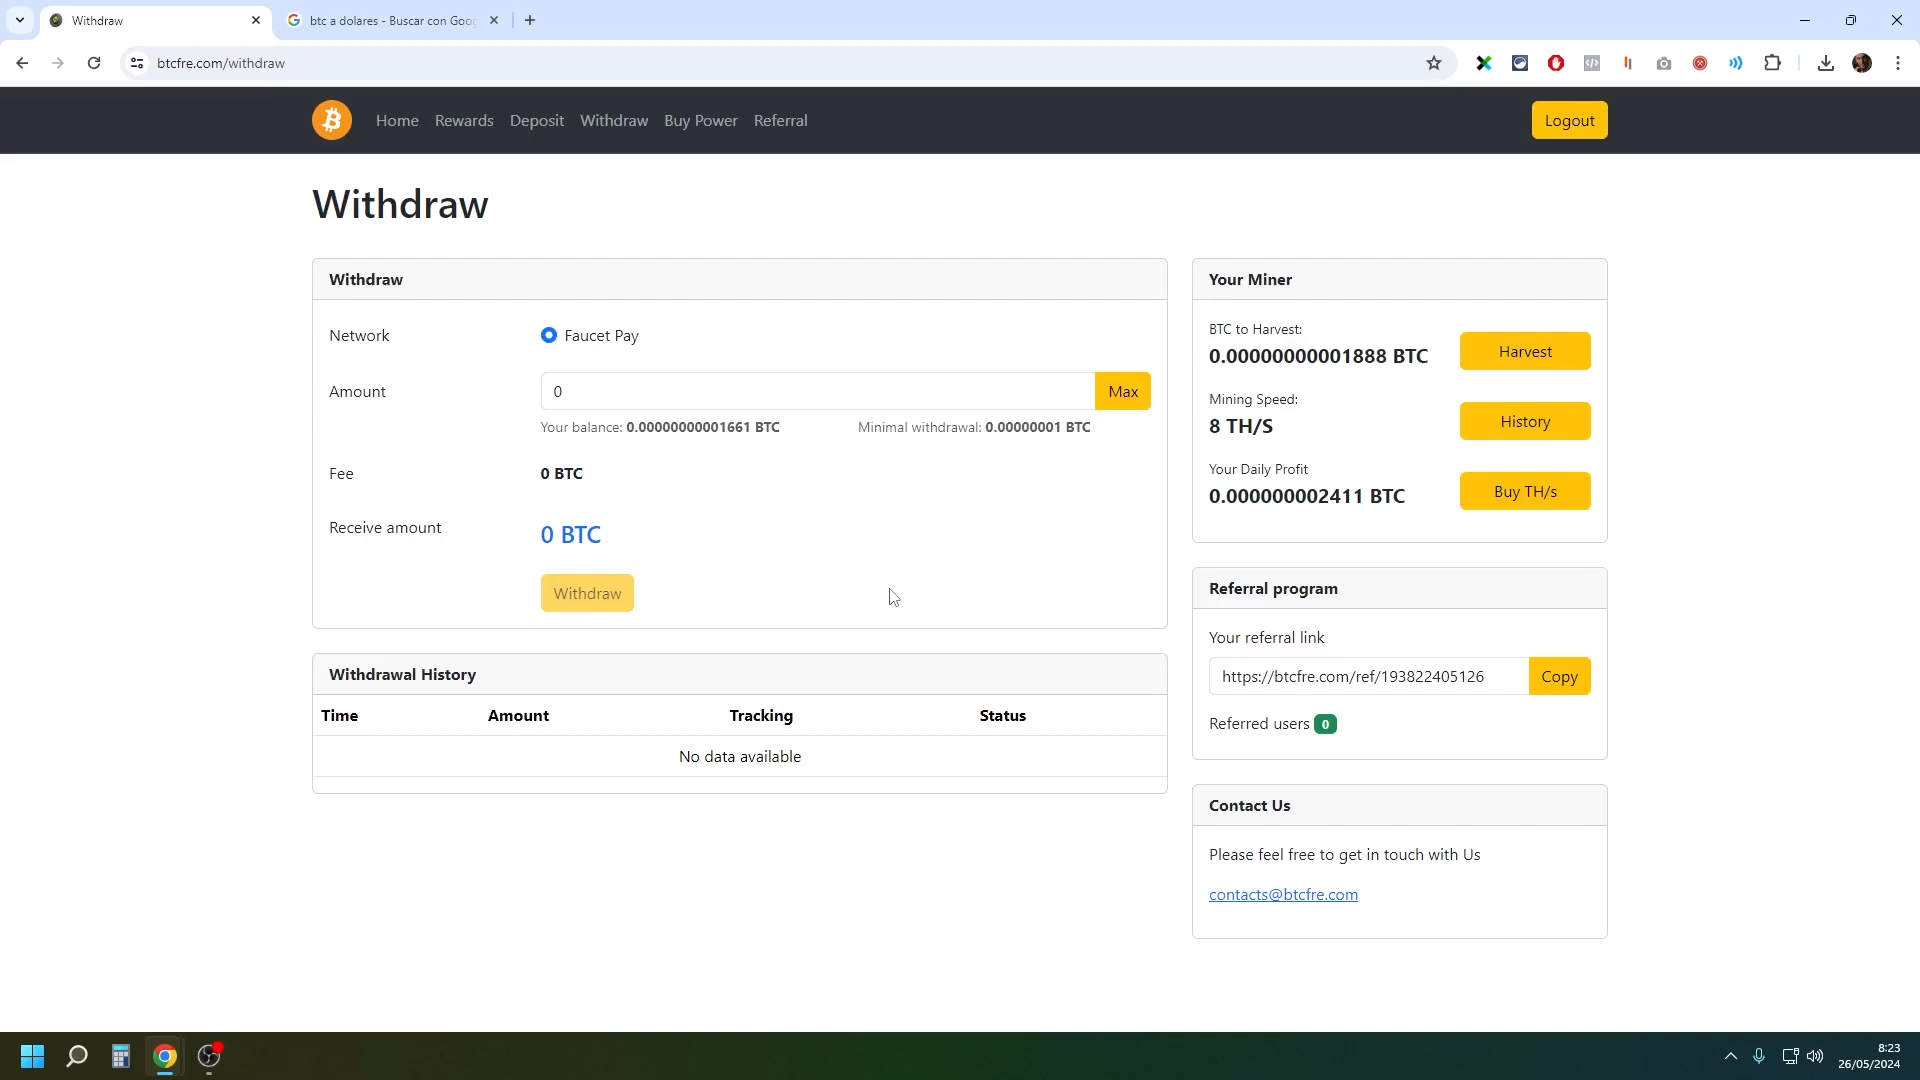 Withdraw
btc a dolares - Buscar con Goo
btcfre.com/withdraw
Home Rewards Deposit Withdraw Buy Power Referral Logout
Withdraw
Withdraw
Network
Faucet Pay
Amount
0
Max
Your balance: 0.00000000001661 BTC
Minimal withdrawal: 0.00000001 BTC
Fee
0 BTC
Receive amount
0 BTC
Withdraw
Withdrawal History
Time Amount Tracking Status
No data available
Your Miner
BTC to Harvest:
0.00000000001888 BTC
Harvest
Mining Speed:
8 TH/S
History
Your Daily Profit
0.000000002411 BTC
Buy TH/s
Referral program
Your referral link
https://btcfre.com/ref/193822405126
Copy
Referred users 0
Contact Us
Please feel free to get in touch with Us
contacts@btcfre.com
8:23
26/05/2024